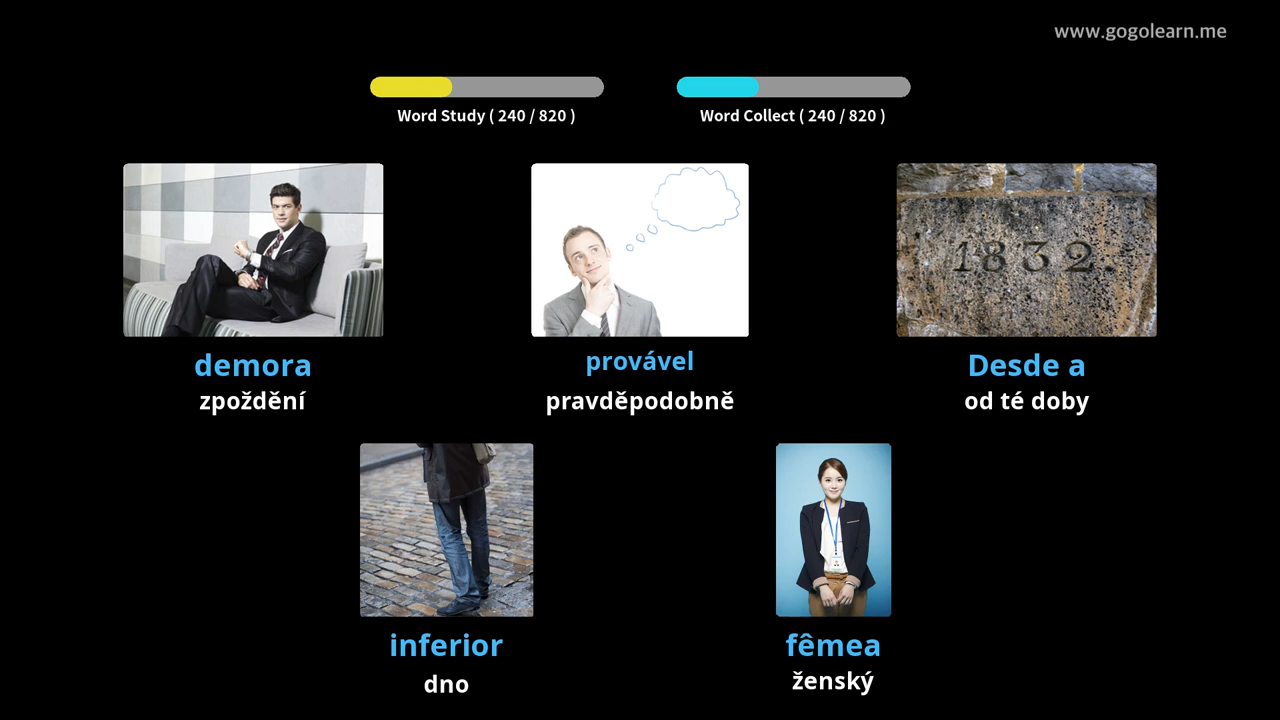 www.gogolearn.me
Word Study ( 240 / 820 )
Word Collect ( 240 / 820 )
1832.
demora
zpoždění
provável
pravděpodobně
Desde a
od té doby
inferior
dno
fêmea
ženský